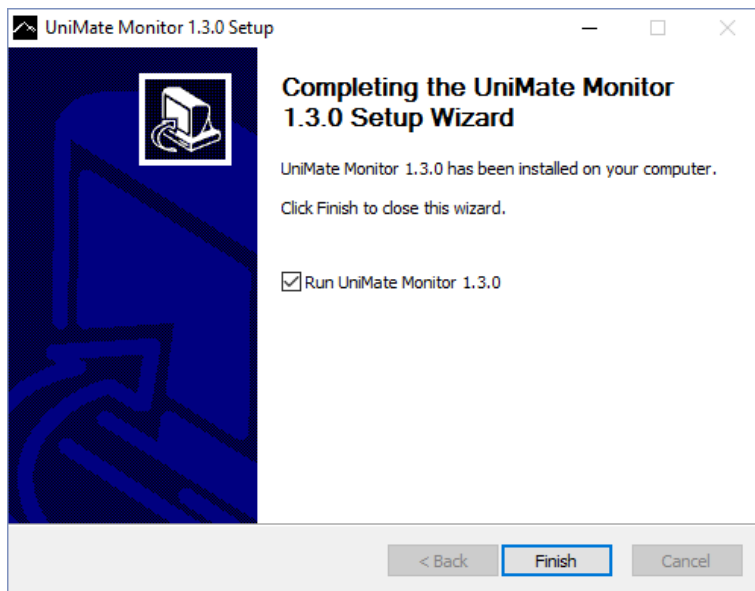 UniMate Monitor 1.3.0 Setup
Completing the UniMate Monitor
1.3.0 Setup Wizard
UniMate Monitor 1.3.0 has been installed on your computer.
Click Finish to close this wizard.
Run UniMate Monitor 1.3.0
< Back
Finish
Cancel